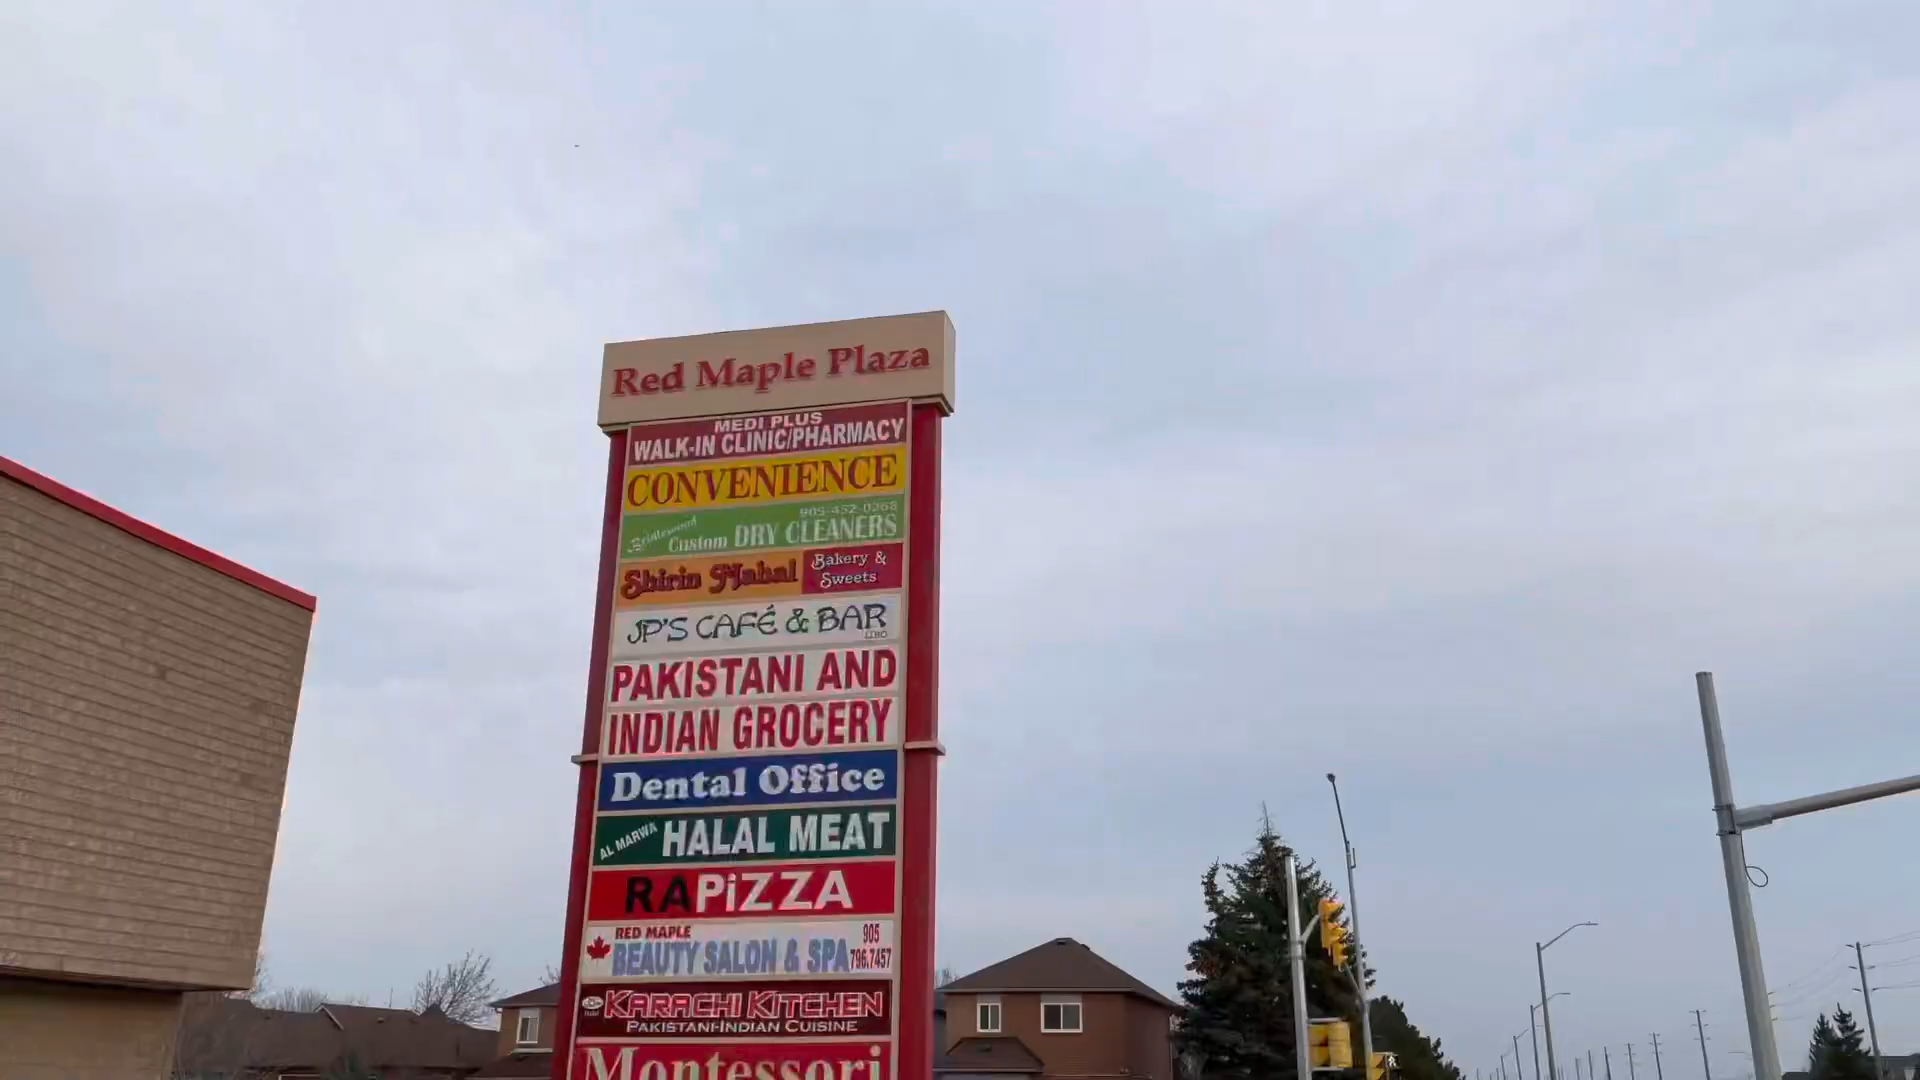 Red Maple Plaza
MEDI PLUS
WALK-IN CLINIC/PHARMACY
CONVENIENCE
905-452-0268
Custom DRY CLEANERS
Shirin Mahal
Bakery &
Sweets
JP'S CAFÉ & BAR
LLBO
PAKISTANI AND
INDIAN GROCERY
Dental Office
AL MARWA HALAL MEAT
RAPiZZA
RED MAPLE
BEAUTY SALON & SPA
905
796.7457
KARACHI KITCHEN
PAKISTANI-INDIAN CUISINE
Montessori